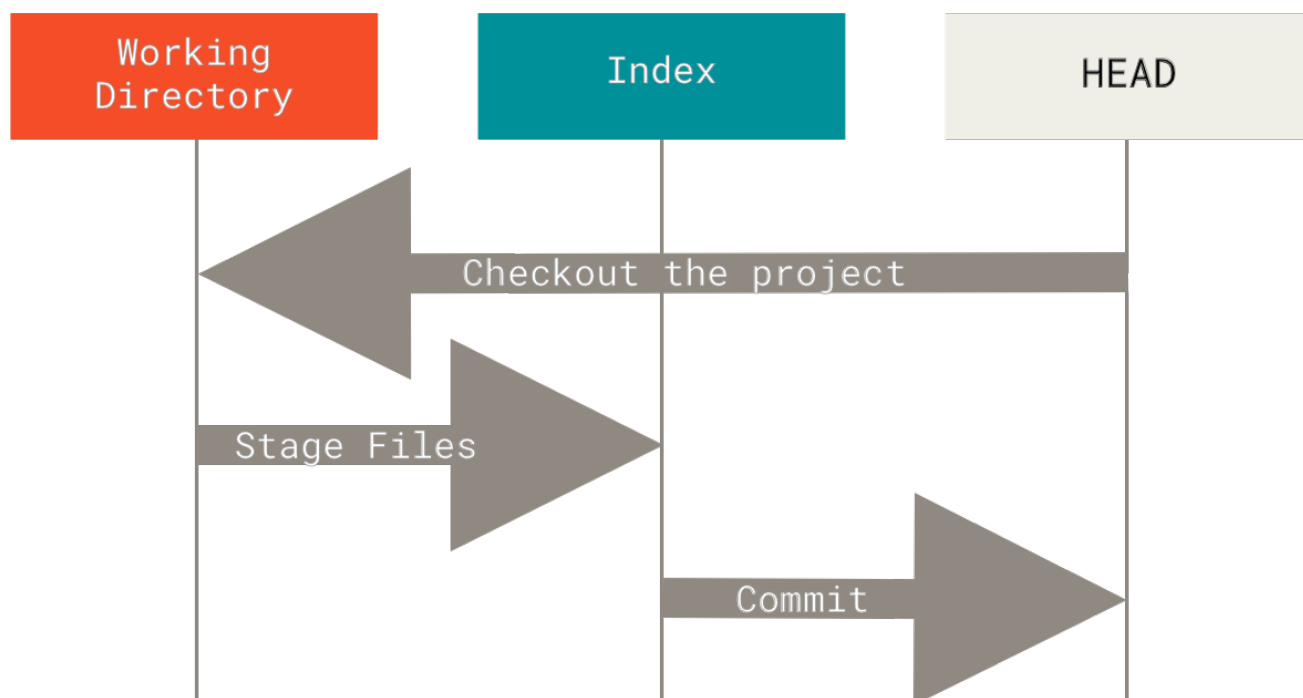 Working
Directory
Index
HEAD
Checkout the project
Stage Files
Commit